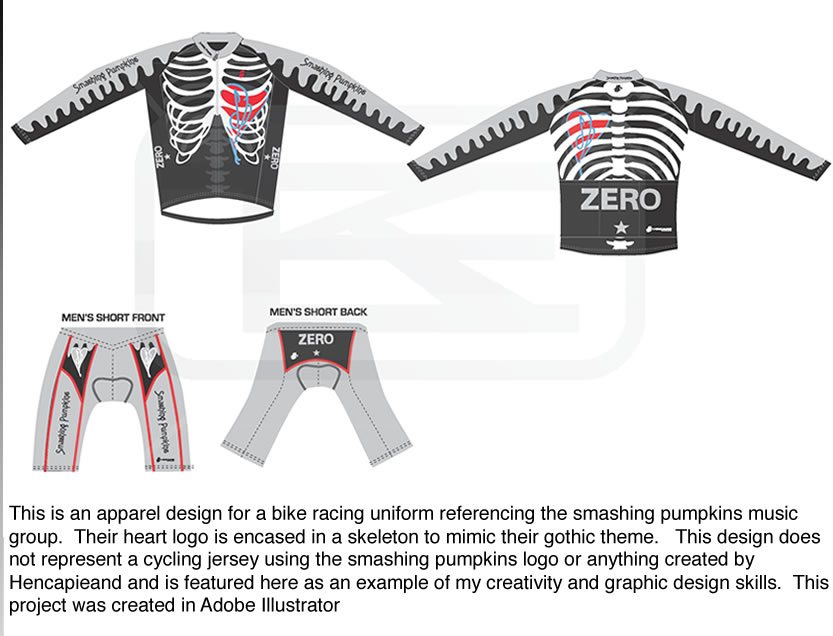 Smashing Pumpkins
Smashing Pumpkins
ZERO
ZERO
Smashing Pumpkins
ZERO
MEN'S SHORT FRONT
MEN'S SHORT BACK
ZERO
Smashing Pumpkins
Smashing Pumpkins
This is an apparel design for a bike racing uniform referencing the smashing pumpkins music
group.  Their heart logo is encased in a skeleton to mimic their gothic theme.   This design does
not represent a cycling jersey using the smashing pumpkins logo or anything created by
Hencapieand and is featured here as an example of my creativity and graphic design skills.  This
project was created in Adobe Illustrator